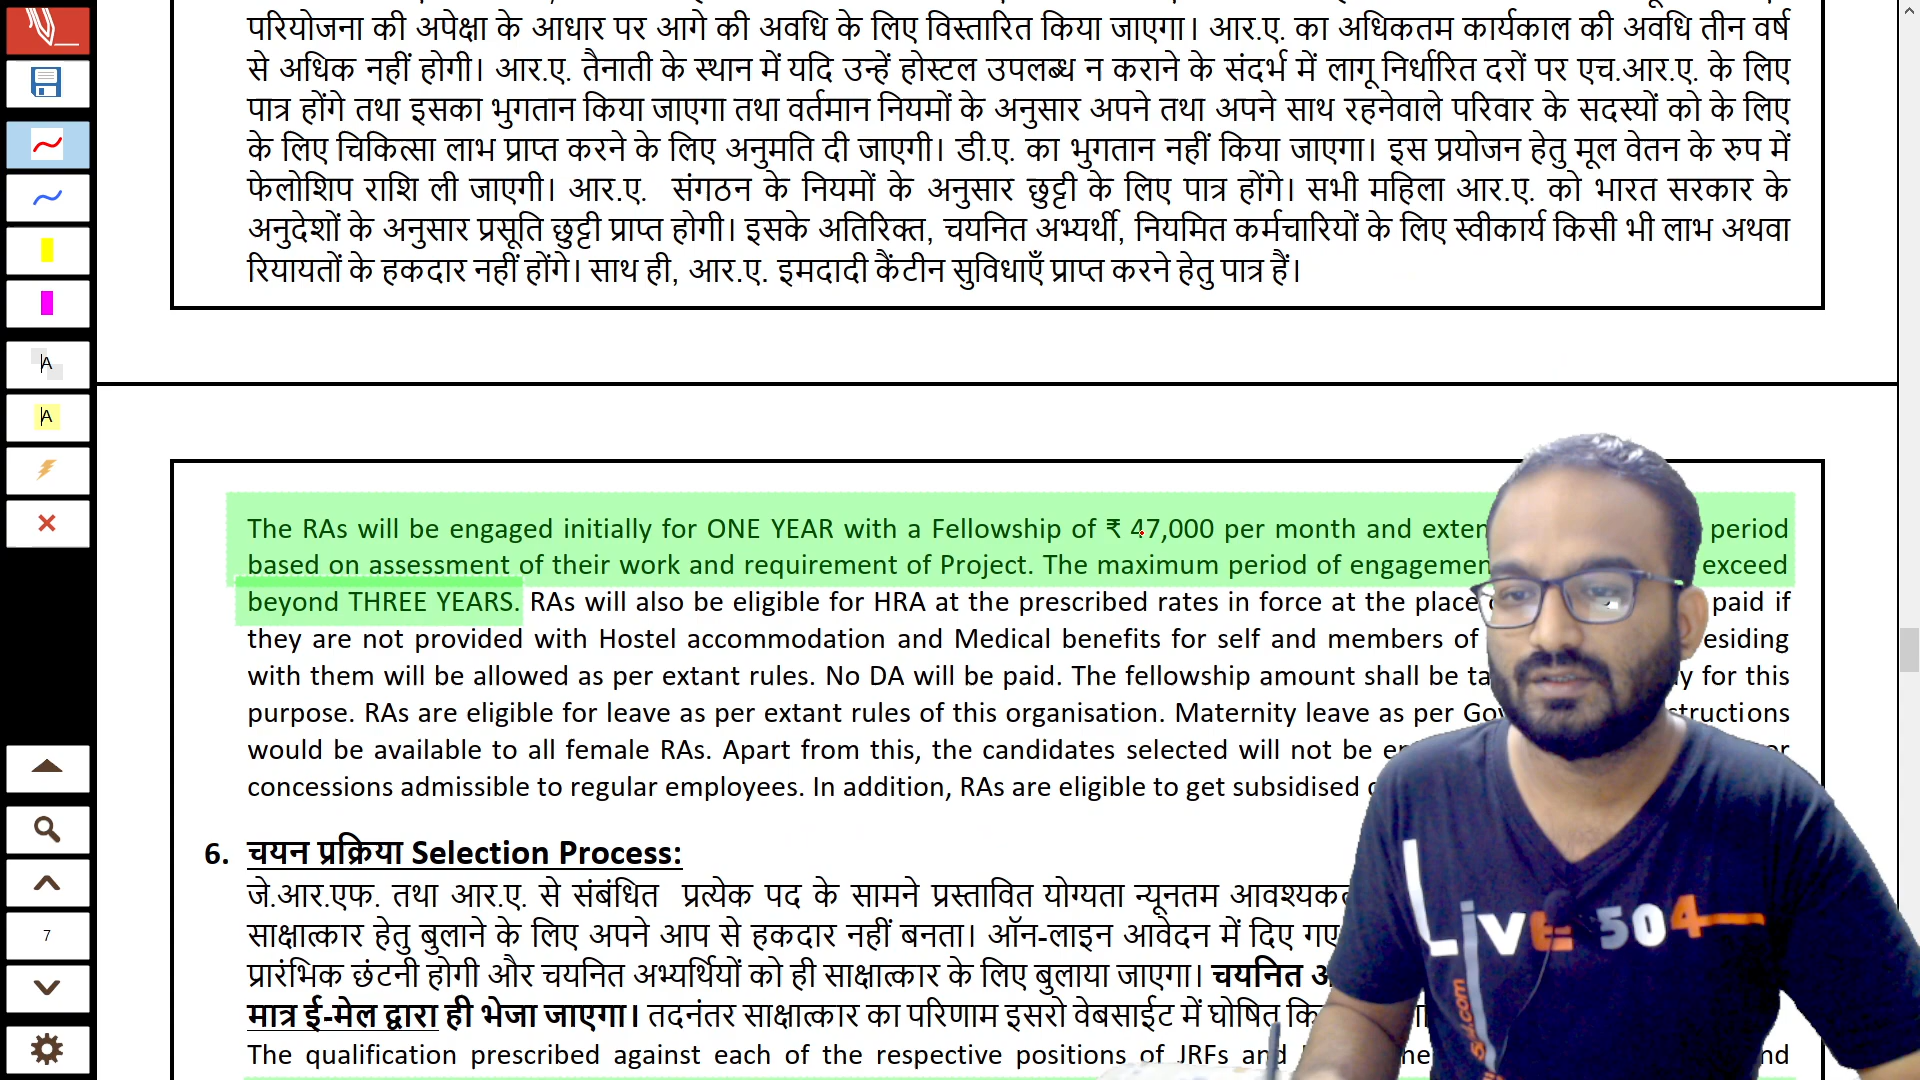 परियोजना की अपेक्षा के आधार पर आगे की अवधि के लिए विस्तारित किया जाएगा। आर.ए. का अधिकतम कार्यकाल की अवधि तीन वर्ष
से अधिक नहीं होगी। आर.ए. तैनाती के स्थान में यदि उन्हें होस्टल उपलब्ध न कराने के संदर्भ में लागू निर्धारित दरों पर एच.आर.ए. के लिए
पात्र होंगे तथा इसका भुगतान किया जाएगा तथा वर्तमान नियमों के अनुसार अपने तथा अपने साथ रहनेवाले परिवार के सदस्यों को के लिए
के लिए चिकित्सा लाभ प्राप्त करने के लिए अनुमति दी जाएगी। डी.ए. का भुगतान नहीं किया जाएगा। इस प्रयोजन हेतु मूल वेतन के रुप में
फेलोशिप राशि ली जाएगी। आर.ए. संगठन के नियमों के अनुसार छुट्टी के लिए पात्र होंगे। सभी महिला आर.ए. को भारत सरकार के
अनुदेशों के अनुसार प्रसूति छुट्टी प्राप्त होगी। इसके अतिरिक्त, चयनित अभ्यर्थी, नियमित कर्मचारियों के लिए स्वीकार्य किसी भी लाभ अथवा
रियायतों के हकदार नहीं होंगे। साथ ही, आर.ए. इमदादी कैंटीन सुविधाएँ प्राप्त करने हेतु पात्र हैं।
The RAs will be engaged initially for ONE YEAR with a Fellowship of ₹ 47,000 per month and exten period
based on assessment of their work and requirement of Project. The maximum period of engagemen exceed
beyond THREE YEARS. RAs will also be eligible for HRA at the prescribed rates in force at the place paid if
they are not provided with Hostel accommodation and Medical benefits for self and members of esiding
with them will be allowed as per extant rules. No DA will be paid. The fellowship amount shall be ta y for this
purpose. RAs are eligible for leave as per extant rules of this organisation. Maternity leave as per Gov structions
would be available to all female RAs. Apart from this, the candidates selected will not be en or
concessions admissible to regular employees. In addition, RAs are eligible to get subsidised
6. चयन प्रक्रिया Selection Process:
जे.आर.एफ. तथा आर.ए. से संबंधित प्रत्येक पद के सामने प्रस्तावित योग्यता न्यूनतम
साक्षात्कार हेतु बुलाने के लिए अपने आप से हकदार नहीं बनता। ऑन-लाइन आवेदन में दिए गए
प्रारंभिक छंटनी होगी और चयनित अभ्यर्थियों को ही साक्षात्कार के लिए बुलाया जाएगा। चयनित
मात्र ई-मेल द्वारा ही भेजा जाएगा। तदनंतर साक्षात्कार का परिणाम इसरो वेबसाईट में घोषित
The qualification prescribed against each of the respective positions of JRFs and nd
Live 504
A
A
7